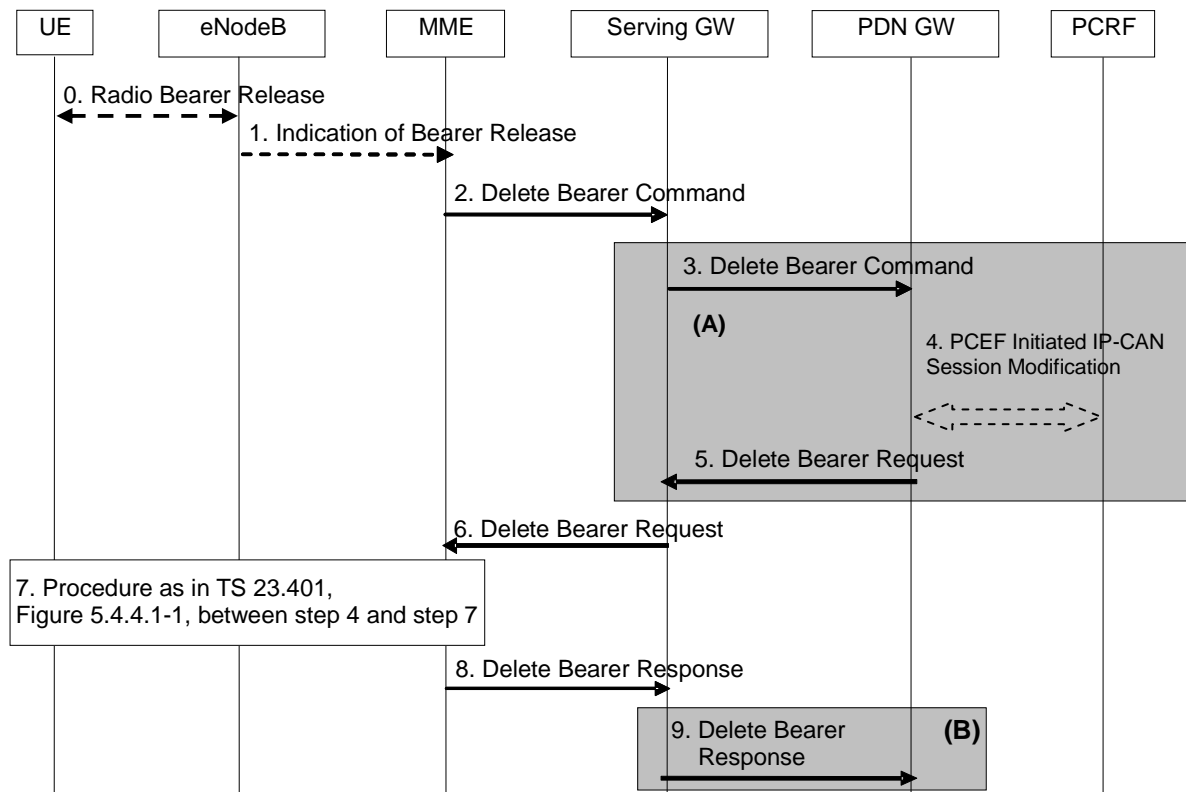 UE
eNodeB
MME
Serving GW
PDN GW
PCRF
0. Radio Bearer Release
1. Indication of Bearer Release
2. Delete Bearer Command
3. Delete Bearer Command
(A)
4. PCEF Initiated IP-CAN
Session Modification
5. Delete Bearer Request
6. Delete Bearer Request
7. Procedure as in TS 23.401,
Figure 5.4.4.1-1, between step 4 and step 7
8. Delete Bearer Response
9. Delete Bearer
Response
(B)